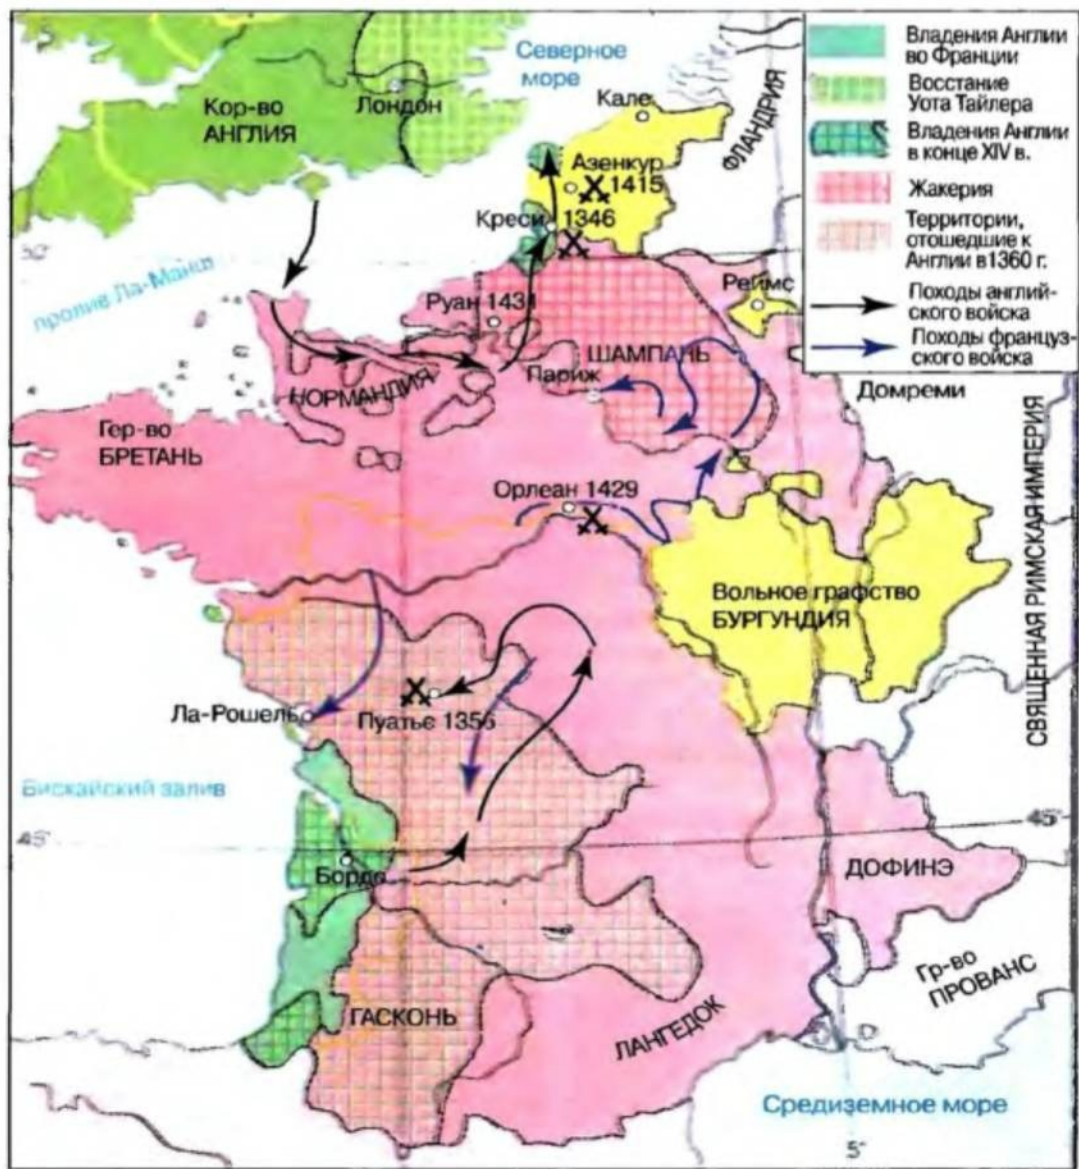 Северное
море
Кор-во
АНГЛИЯ
Лондон
Кале
ФЛАНДРИЯ
Азенкур
1415
Креси 1346
пролив Ла-Манш
Руан 1431
Реймс
ШАМПАНЬ
НОРМАНДИЯ
Париж
Домреми
Гер-во
БРЕТАНЬ
Орлеан 1429
СВЯЩЕННАЯ РИМСКАЯ ИМПЕРИЯ
Вольное графство
БУРГУНДИЯ
Ла-Рошель
Пуатье 1356
Бискайский залив
45°
45°
Бордо
ДОФИНЭ
Гр-во
ПРОВАНС
ГАСКОНЬ
ЛАНГЕДОК
Средиземное море
5°
Владения Англии
во Франции
Восстание
Уота Тайлера
Владения Англии
в конце XIV в.
Жакерия
Территории,
отошедшие к
Англии в 1360 г.
Походы англий-
ского войска
Походы француз-
ского войска